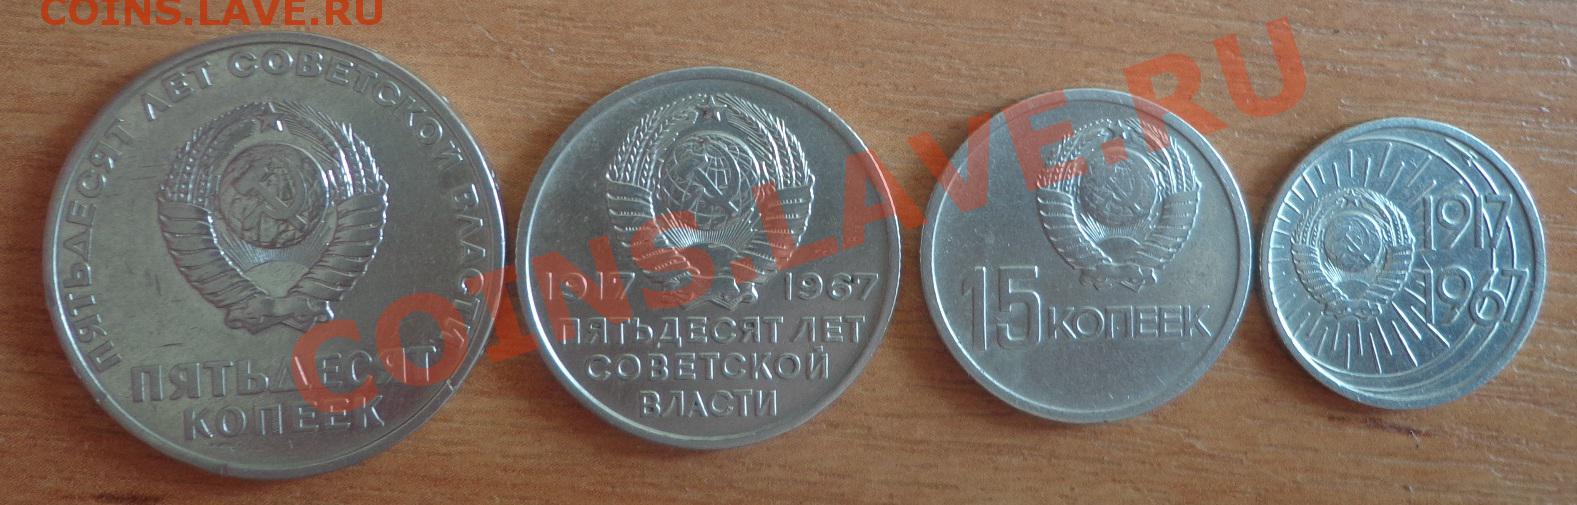 COINS.LAVE.RU
COINS.LAVE.RU
ПЯТЬДЕСЯТ ЛЕТ СОВЕТСКОЙ ВЛАСТИ
ПЯТЬДЕСЯТ
КОПЕЕК
1917 1967
ПЯТЬДЕСЯТ ЛЕТ
СОВЕТСКОЙ
ВЛАСТИ
15 КОПЕЕК
1917
1967